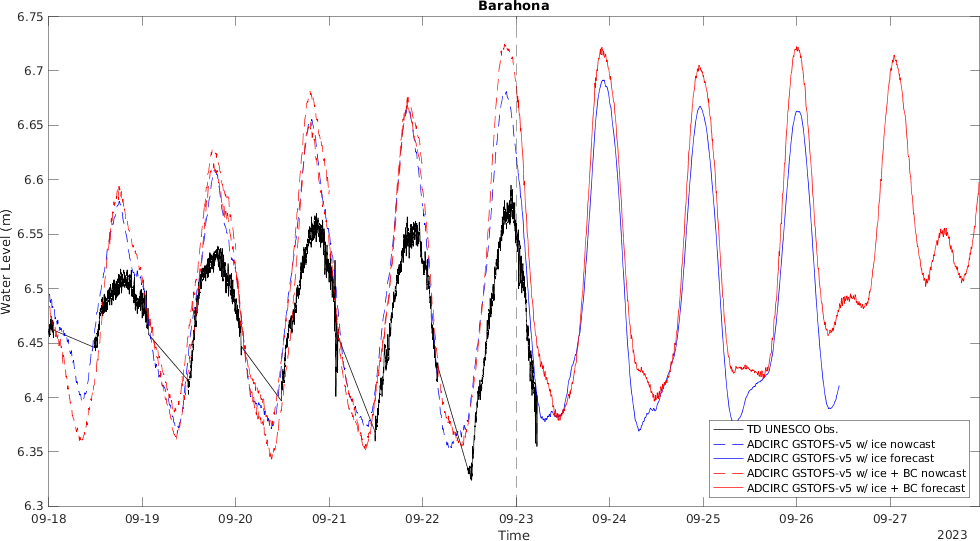 Barahona
6.75
6.7
6.65
6.6
6.55
6.5
6.45
6.4
6.35
6.3
Water Level (m)
09-18 09-19 09-20 09-21 09-22 09-23 09-24 09-25 09-26 09-27
Time
2023
TD UNESCO Obs.
ADCIRC GSTOFS-v5 w/ ice nowcast
ADCIRC GSTOFS-v5 w/ ice forecast
ADCIRC GSTOFS-v5 w/ ice + BC nowcast
ADCIRC GSTOFS-v5 w/ ice + BC forecast